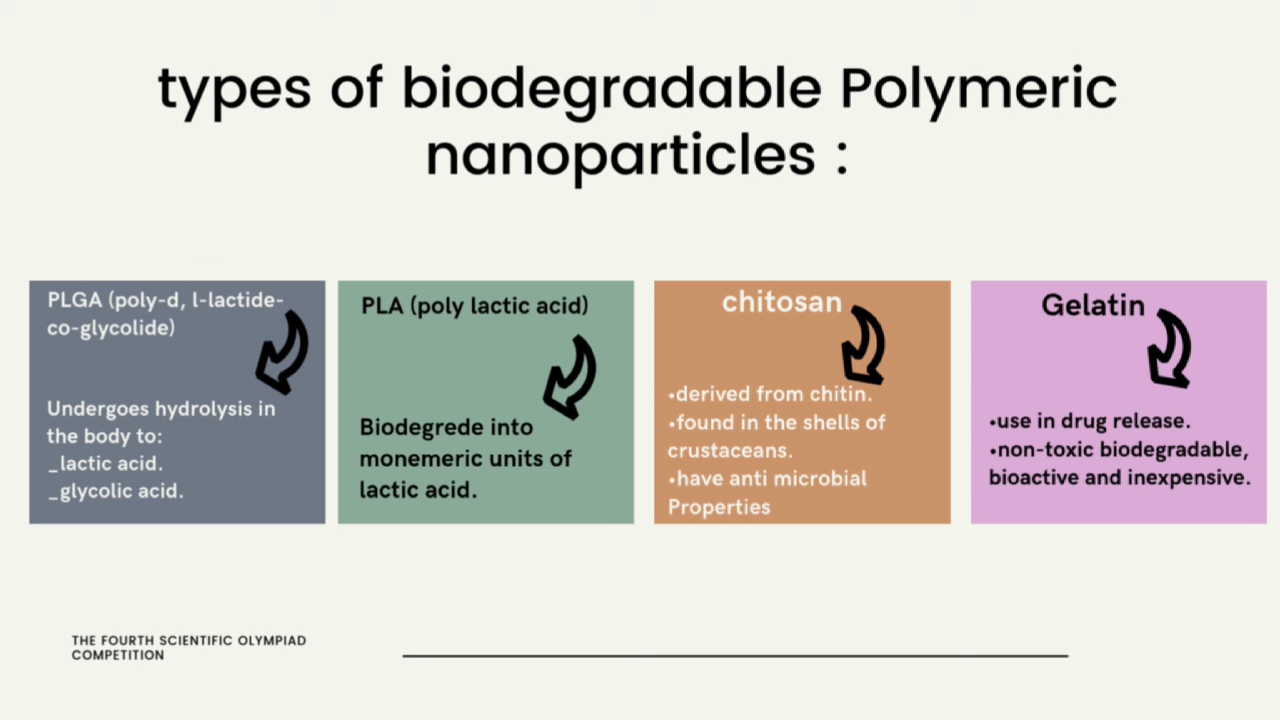 types of biodegradable Polymeric
nanoparticles :
PLGA (poly-d, l-lactide-
co-glycolide)
Undergoes hydrolysis in
the body to:
_lactic acid.
_glycolic acid.
PLA (poly lactic acid)
Biodegrede into
monemeric units of
lactic acid.
chitosan
•derived from chitin.
•found in the shells of
crustaceans.
•have anti microbial
Properties
Gelatin
•use in drug release.
•non-toxic biodegradable,
bioactive and inexpensive.
THE FOURTH SCIENTIFIC OLYMPIAD
COMPETITION